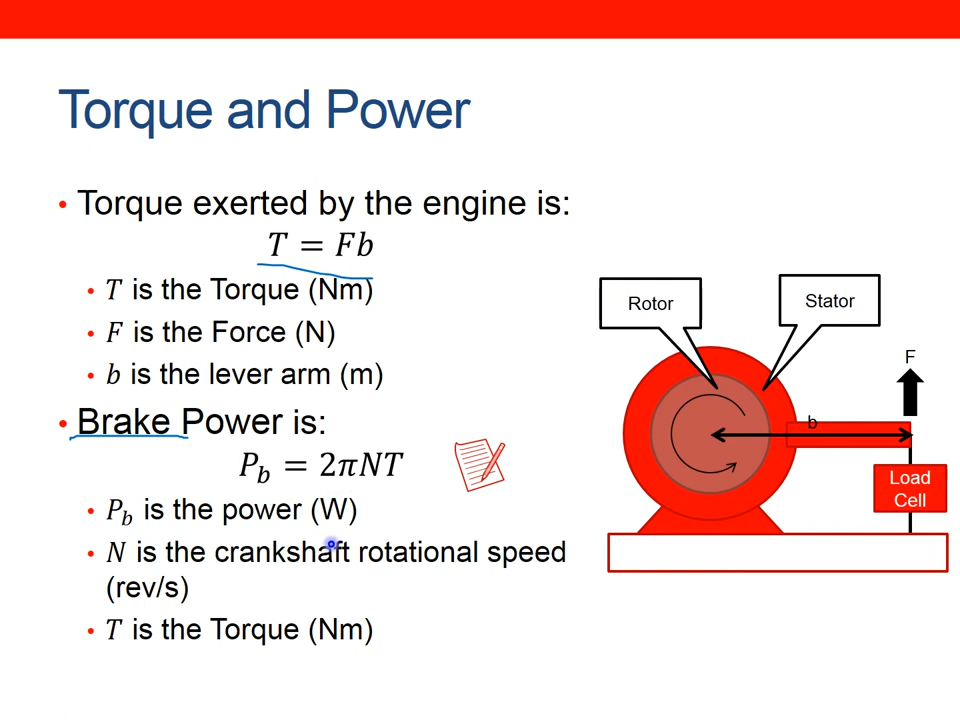 Torque and Power
• Torque exerted by the engine is:
𝑇 = 𝐹𝑏
• 𝑇 is the Torque (Nm)
• 𝐹 is the Force (N)
• 𝑏 is the lever arm (m)
• Brake Power is:
𝑃_𝑏 = 2𝜋𝑁𝑇
• 𝑃_𝑏 is the power (W)
• 𝑁 is the crankshaft rotational speed
(rev/s)
• 𝑇 is the Torque (Nm)
Rotor
Stator
F
b
Load
Cell